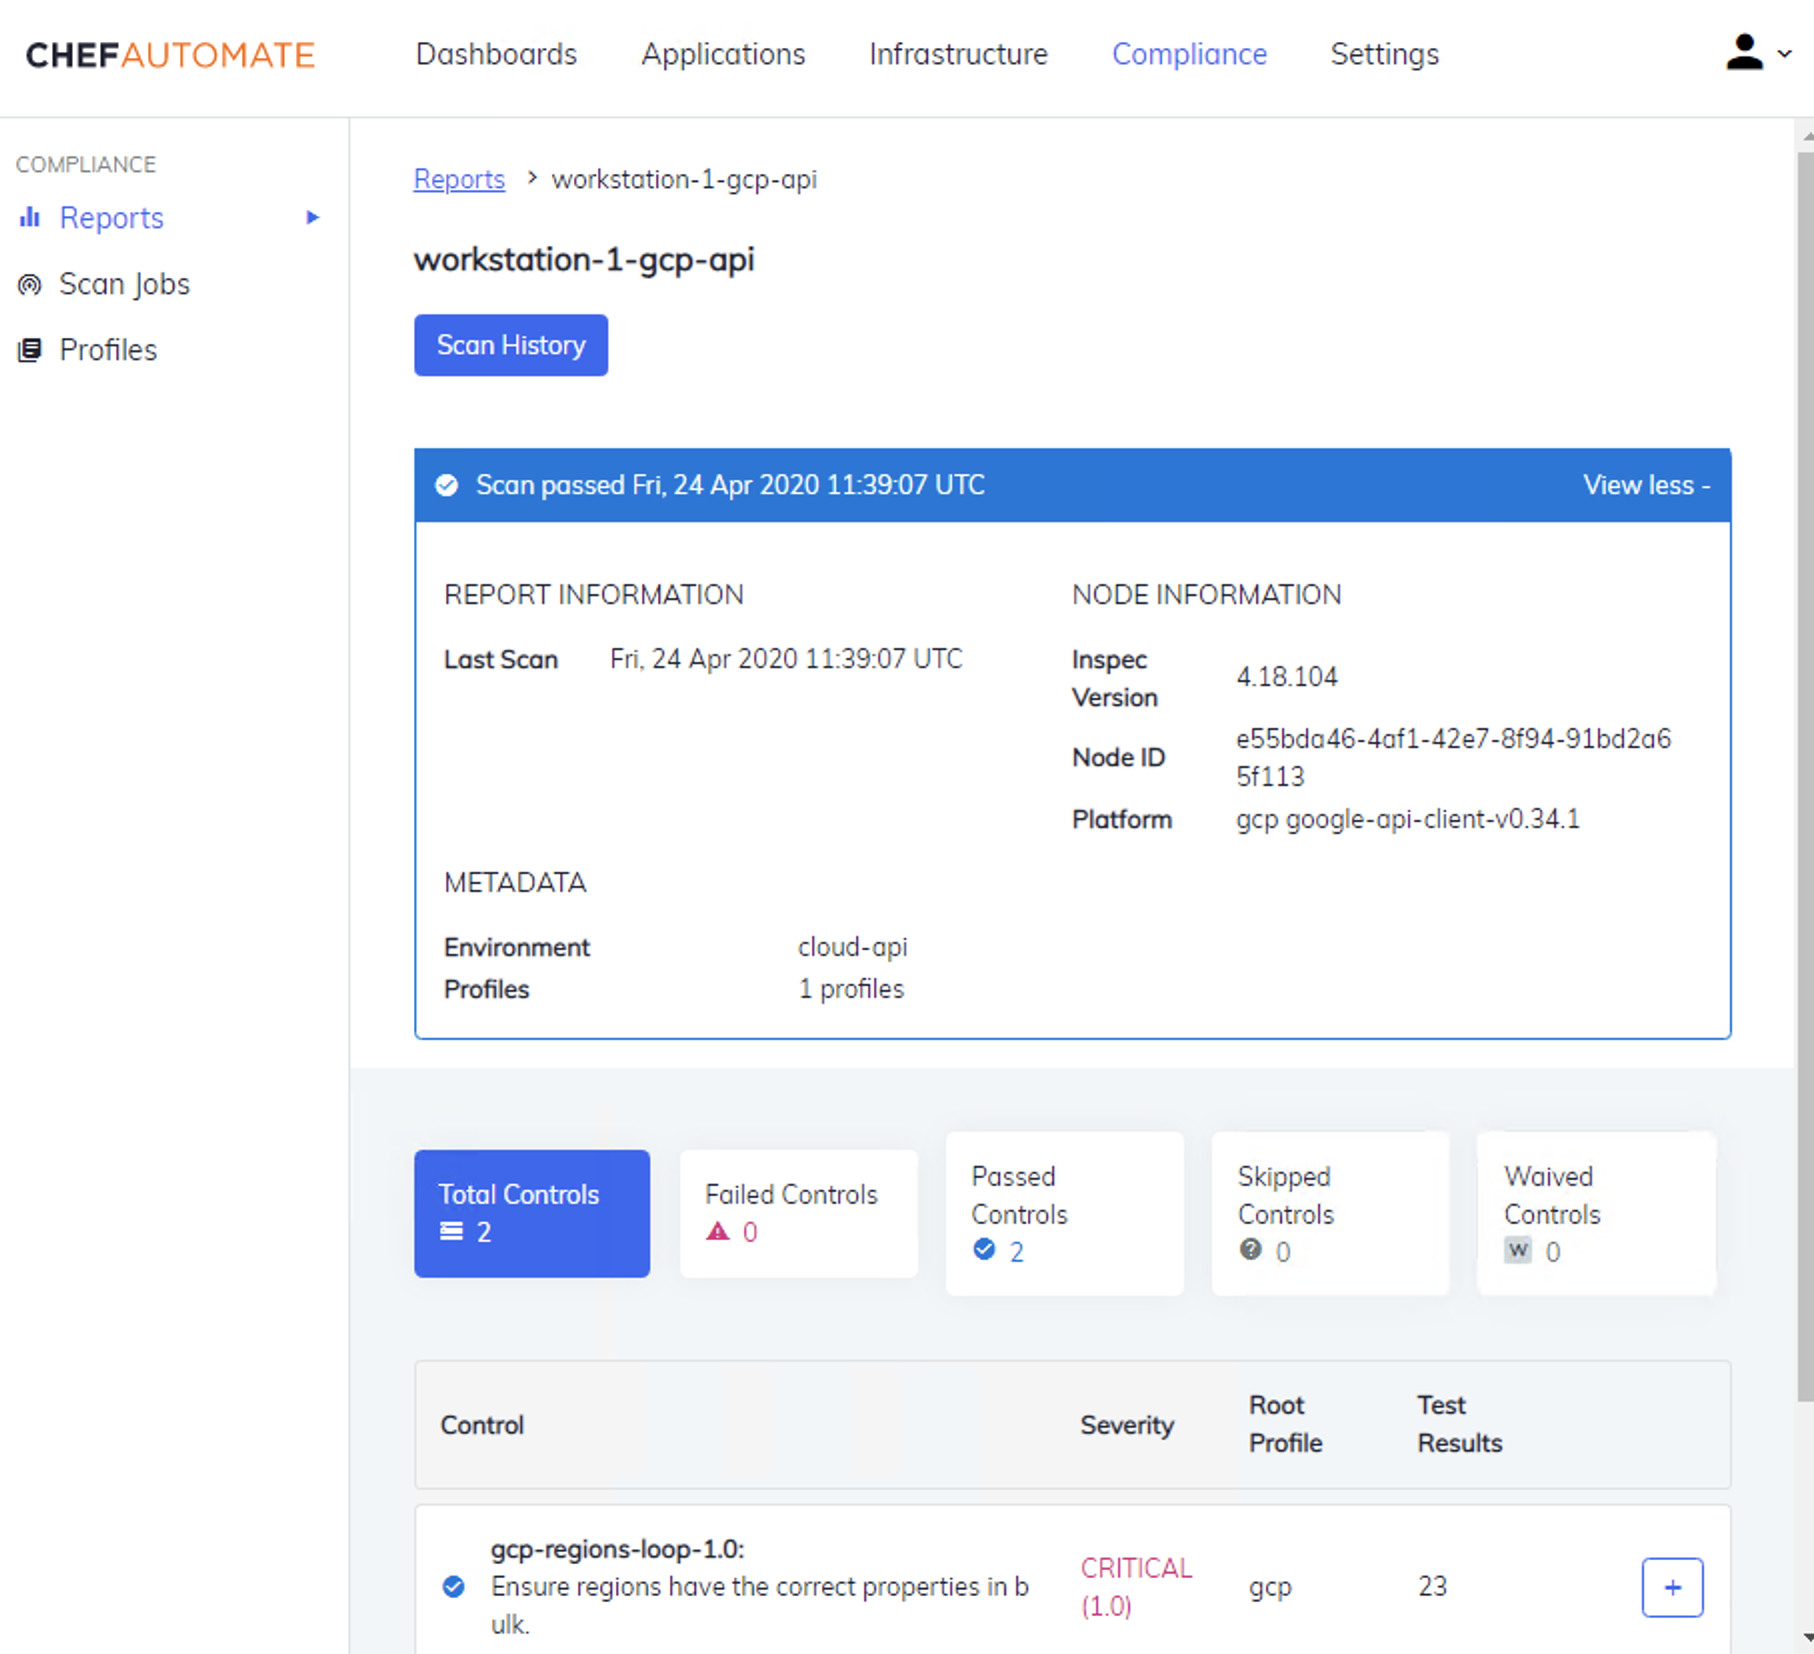 CHEFAUTOMATE
Dashboards Applications Infrastructure Compliance Settings
COMPLIANCE
Reports
Scan Jobs
Profiles
Reports > workstation-1-gcp-api
workstation-1-gcp-api
Scan History
Scan passed Fri, 24 Apr 2020 11:39:07 UTC View less -
REPORT INFORMATION
Last Scan Fri, 24 Apr 2020 11:39:07 UTC
NODE INFORMATION
Inspec
Version
4.18.104
Node ID
e55bda46-4af1-42e7-8f94-91bd2a6
5f113
Platform gcp google-api-client-v0.34.1
METADATA
Environment cloud-api
Profiles 1 profiles
Total Controls
2
Failed Controls
0
Passed
Controls
2
Skipped
Controls
0
Waived
Controls
W 0
Control
Severity
Root
Profile
Test
Results
gcp-regions-loop-1.0:
Ensure regions have the correct properties in b
ulk.
CRITICAL
(1.0)
gcp
23
+